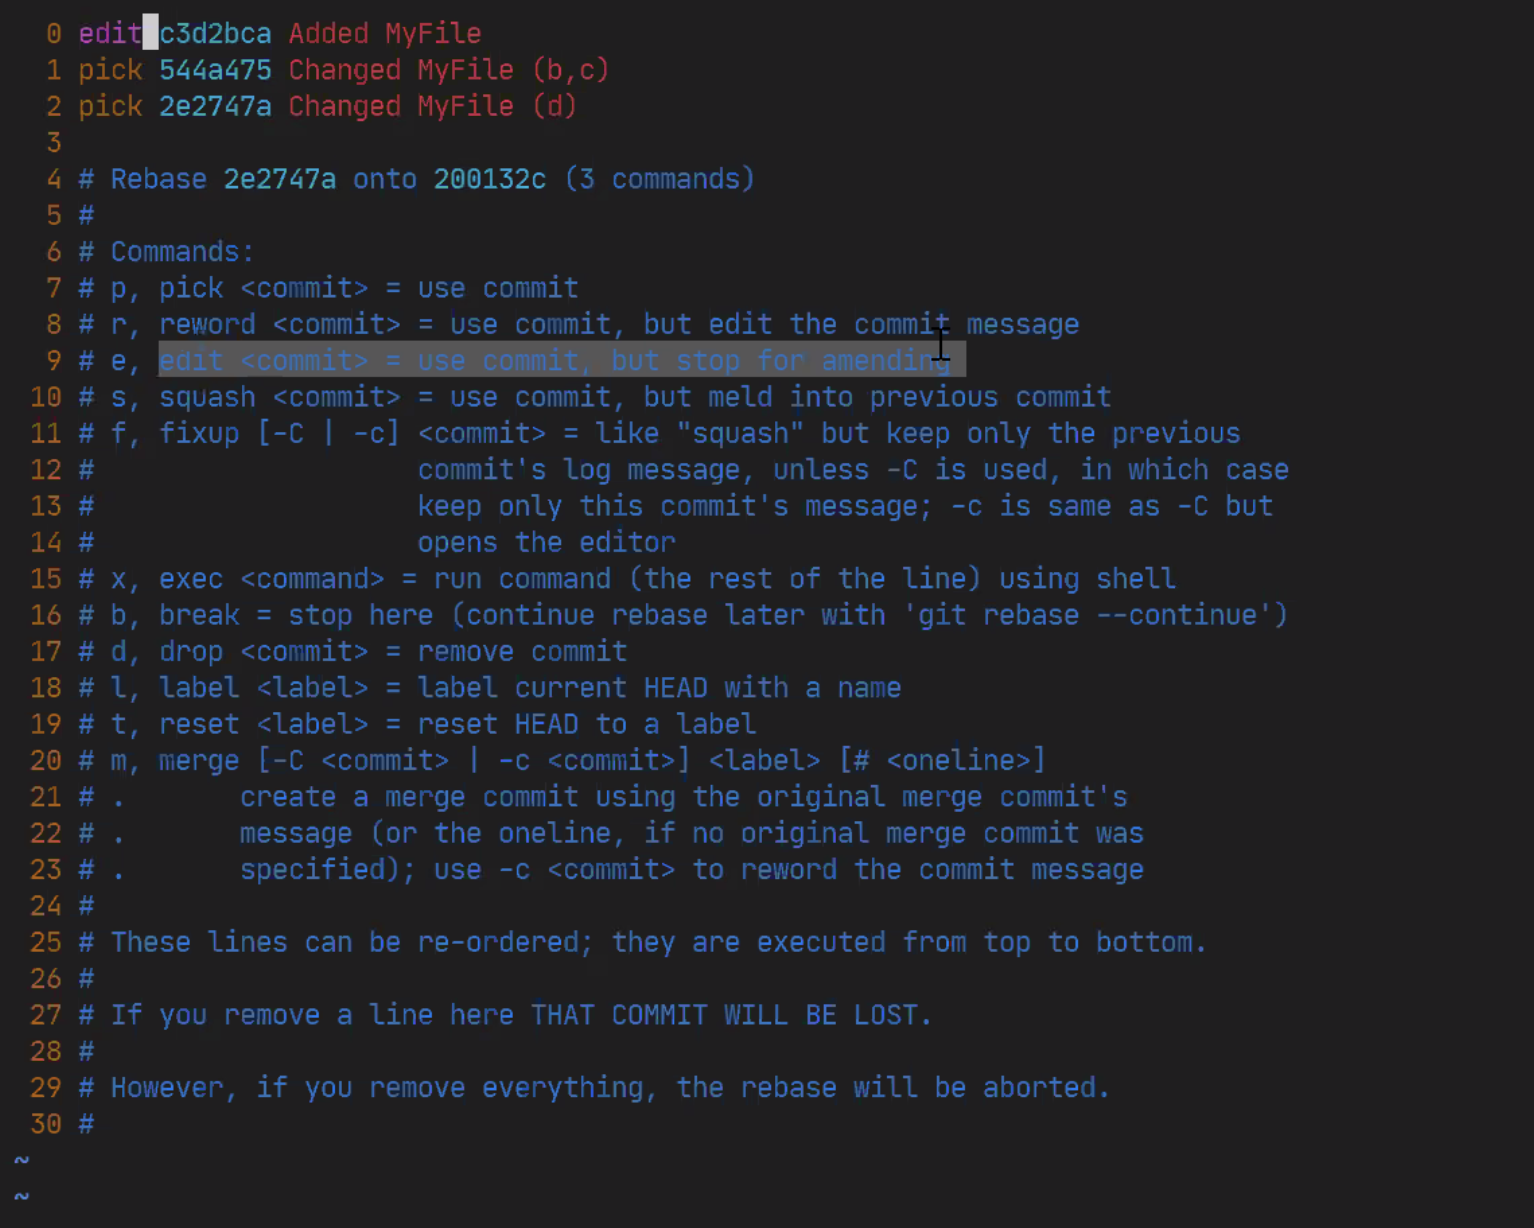 0 edit c3d2bca Added MyFile
1 pick 544a475 Changed MyFile (b,c)
2 pick 2e2747a Changed MyFile (d)
3
4 # Rebase 2e2747a onto 200132c (3 commands)
5 #
6 # Commands:
7 # p, pick <commit> = use commit
8 # r, reword <commit> = use commit, but edit the commit message
9 # e, edit <commit> = use commit, but stop for amending
10 # s, squash <commit> = use commit, but meld into previous commit
11 # f, fixup [-C | -c] <commit> = like "squash" but keep only the previous
12 #                    commit's log message, unless -C is used, in which case
13 #                    keep only this commit's message; -c is same as -C but
14 #                    opens the editor
15 # x, exec <command> = run command (the rest of the line) using shell
16 # b, break = stop here (continue rebase later with 'git rebase --continue')
17 # d, drop <commit> = remove commit
18 # l, label <label> = label current HEAD with a name
19 # t, reset <label> = reset HEAD to a label
20 # m, merge [-C <commit> | -c <commit>] <label> [# <oneline>]
21 # .       create a merge commit using the original merge commit's
22 # .       message (or the oneline, if no original merge commit was
23 # .       specified); use -c <commit> to reword the commit message
24 #
25 # These lines can be re-ordered; they are executed from top to bottom.
26 #
27 # If you remove a line here THAT COMMIT WILL BE LOST.
28 #
29 # However, if you remove everything, the rebase will be aborted.
30 #
~
~